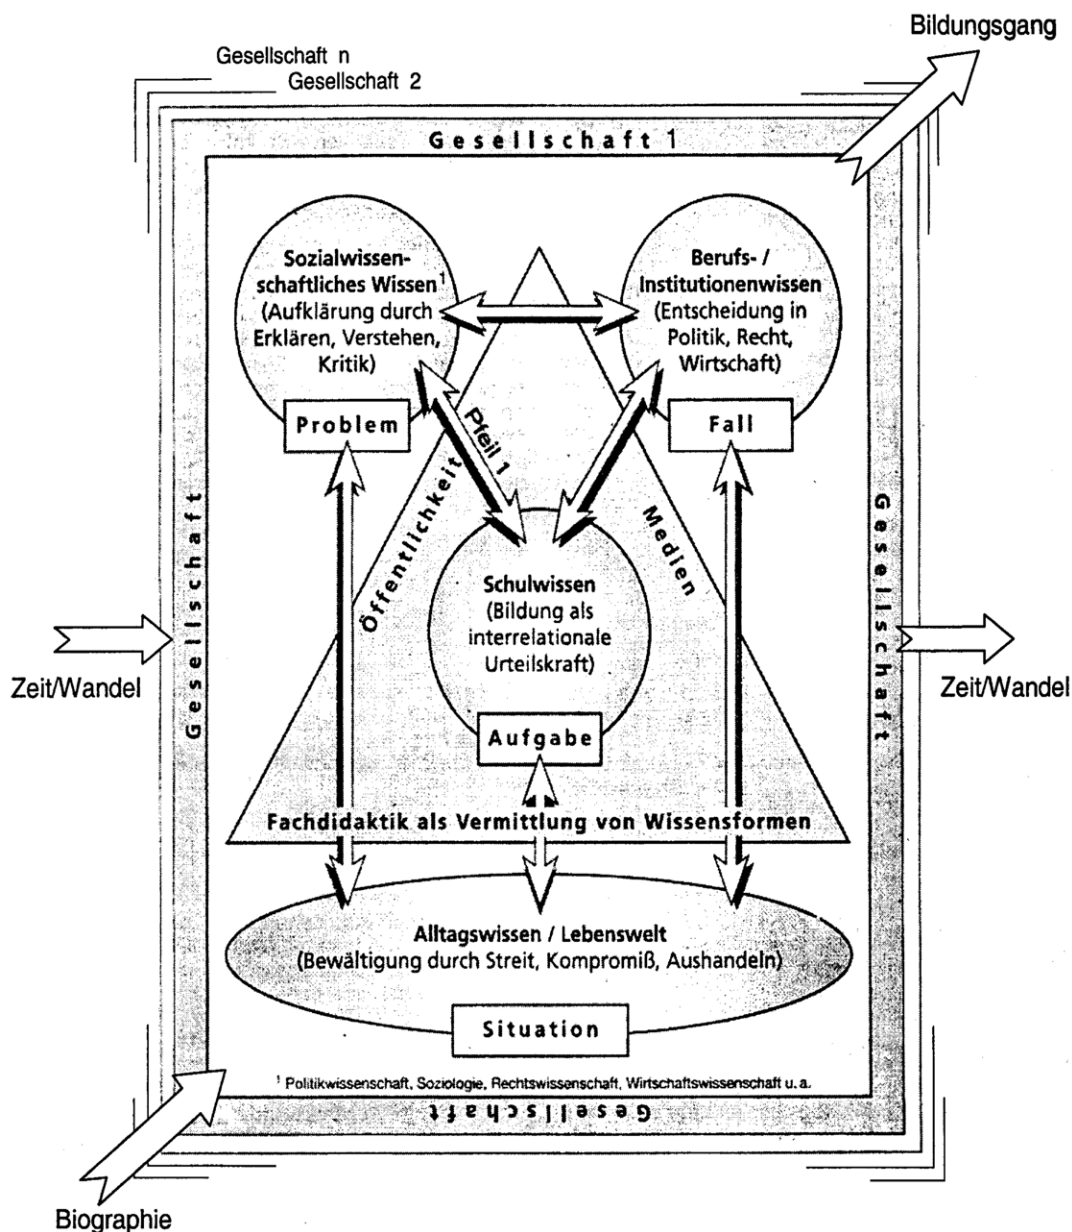 Bildungsgang
Gesellschaft n
Gesellschaft 2
Gesellschaft 1
Sozialwissen-
schaftliches Wissen¹
(Aufklärung durch
Erklären, Verstehen,
Kritik)
Problem
Berufs- /
Institutionenwissen
(Entscheidung in
Politik, Recht,
Wirtschaft)
Fall
Pfeil 1
Öffentlichkeit
Medien
Gesellschaft
Gesellschaft
Schulwissen
(Bildung als
interrelationale
Urteilskraft)
Aufgabe
Zeit/Wandel
Zeit/Wandel
Fachdidaktik als Vermittlung von Wissensformen
Alltagswissen / Lebenswelt
(Bewältigung durch Streit, Kompromiß, Aushandeln)
Situation
¹ Politikwissenschaft, Soziologie, Rechtswissenschaft, Wirtschaftswissenschaft u. a.
Gesellschaft
Biographie